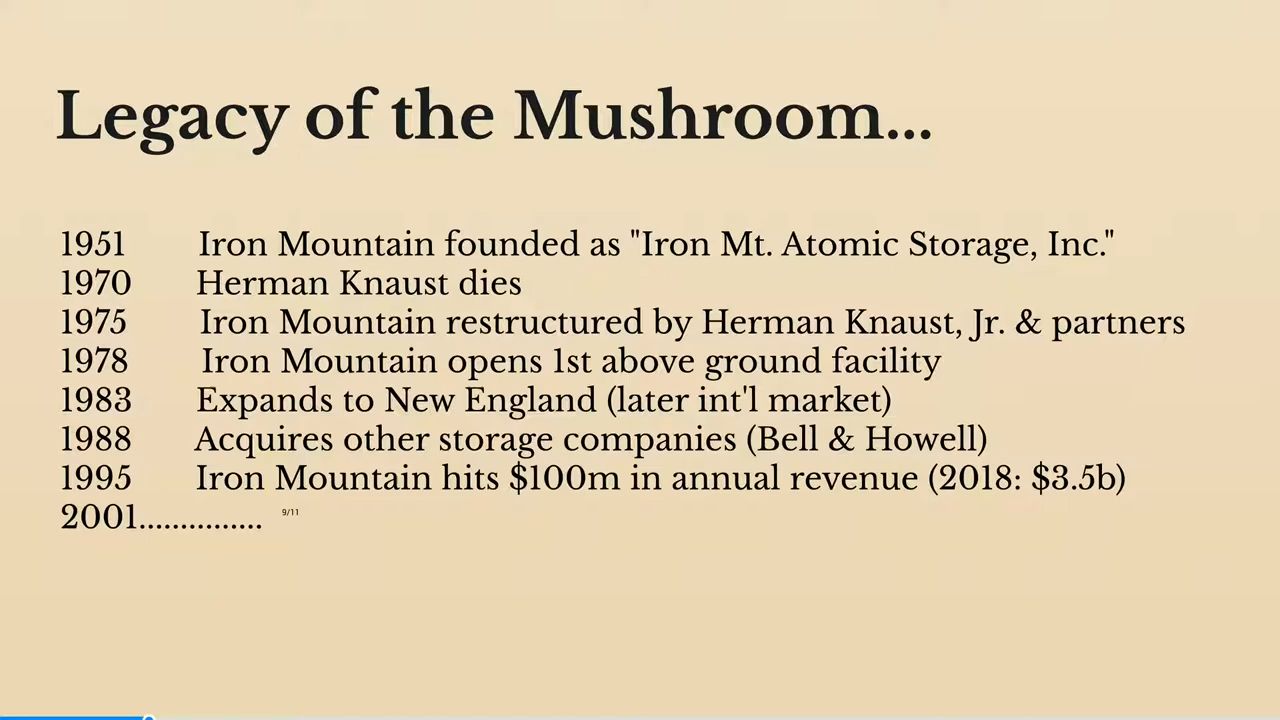 Legacy of the Mushroom...
1951 Iron Mountain founded as "Iron Mt. Atomic Storage, Inc."
1970 Herman Knaust dies
1975 Iron Mountain restructured by Herman Knaust, Jr. & partners
1978 Iron Mountain opens 1st above ground facility
1983 Expands to New England (later int'l market)
1988 Acquires other storage companies (Bell & Howell)
1995 Iron Mountain hits $100m in annual revenue (2018: $3.5b)
2001............... 9/11